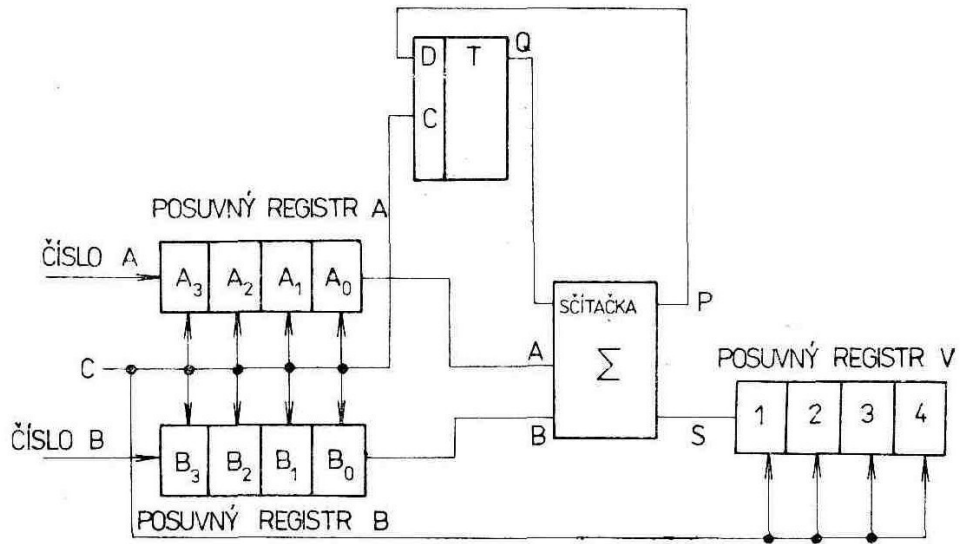 Q
D T
C
POSUVNÝ REGISTR A
ČÍSLO A
A₃ A₂ A₁ A₀
SČÍTAČKA
P
Σ
A
C
POSUVNÝ REGISTR V
1 2 3 4
B
S
ČÍSLO B
B₃ B₂ B₁ B₀
POSUVNÝ REGISTR B